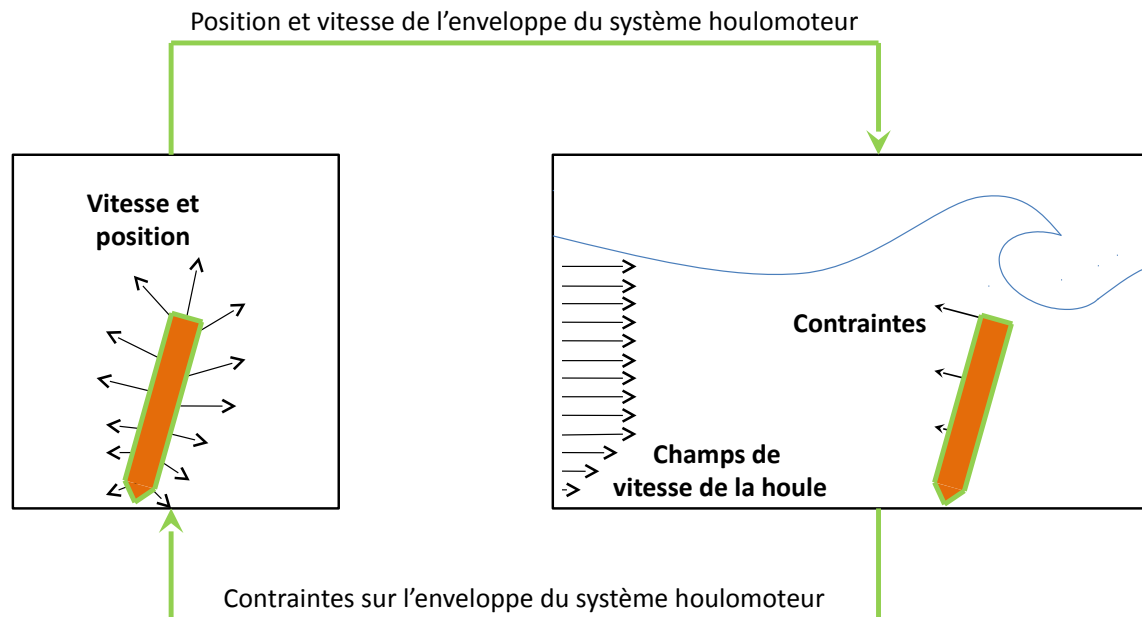 Position et vitesse de l’enveloppe du système houlomoteur
Vitesse et
position
Contraintes
Champs de
vitesse de la houle
Contraintes sur l’enveloppe du système houlomoteur